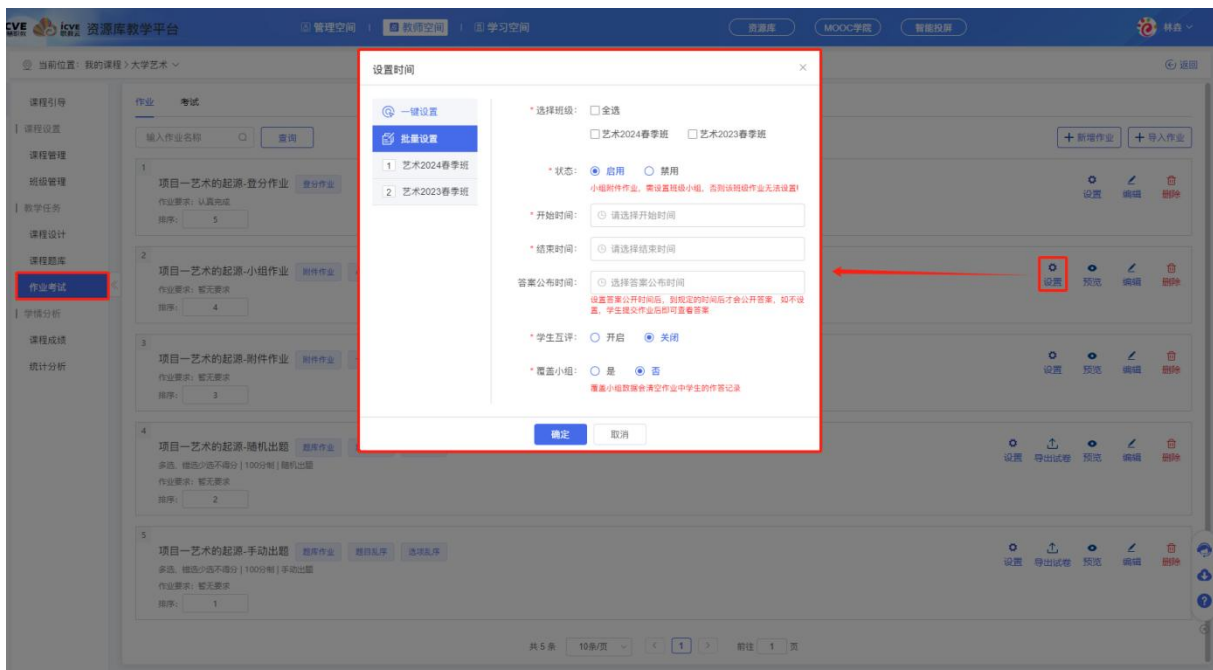 icve 资源库教学平台
管理空间 教师空间 学习空间
资源库 MOOC学院 智能投屏
林垚
当前位置：我的课程 > 大学艺术
返回
课程引导
课程设置
课程管理
班级管理
教学任务
课程设计
课程题库
作业考试
学情分析
课程成绩
统计分析
作业 考试
输入作业名称 查询
新增作业 导入作业
1
项目一艺术的起源-登分作业 登分作业
作业要求：认真完成
排序： 5
设置 编辑 删除
2
项目一艺术的起源-小组作业 附件作业
作业要求：暂无要求
排序： 4
设置 预览 编辑 删除
3
项目一艺术的起源-附件作业 附件作业
作业要求：暂无要求
排序： 3
设置 预览 编辑 删除
4
项目一艺术的起源-随机出题 题库作业
多选、错选少选不得分 | 100分制 | 随机出题
作业要求：暂无要求
排序： 2
设置 导出试卷 预览 编辑 删除
5
项目一艺术的起源-手动出题 题库作业 题目乱序 选项乱序
多选、错选少选不得分 | 100分制 | 手动出题
作业要求：暂无要求
排序： 1
设置 导出试卷 预览 编辑 删除
共 5 条 10条/页 1 前往 1 页
设置时间
一键设置
批量设置
1 艺术2024春季班
2 艺术2023春季班
* 选择班级： 全选
艺术2024春季班 艺术2023春季班
* 状态： 启用 禁用
小组附件作业，需设置班级小组，否则该班级作业无法设置!
* 开始时间： 请选择开始时间
* 结束时间： 请选择结束时间
答案公布时间： 选择答案公布时间
设置答案公开时间后，到规定的时间后才会公开答案，如不设
置，学生提交作业后即可查看答案
* 学生互评： 开启 关闭
* 覆盖小组： 是 否
覆盖小组数据会清空作业中学生的作答记录
确定 取消